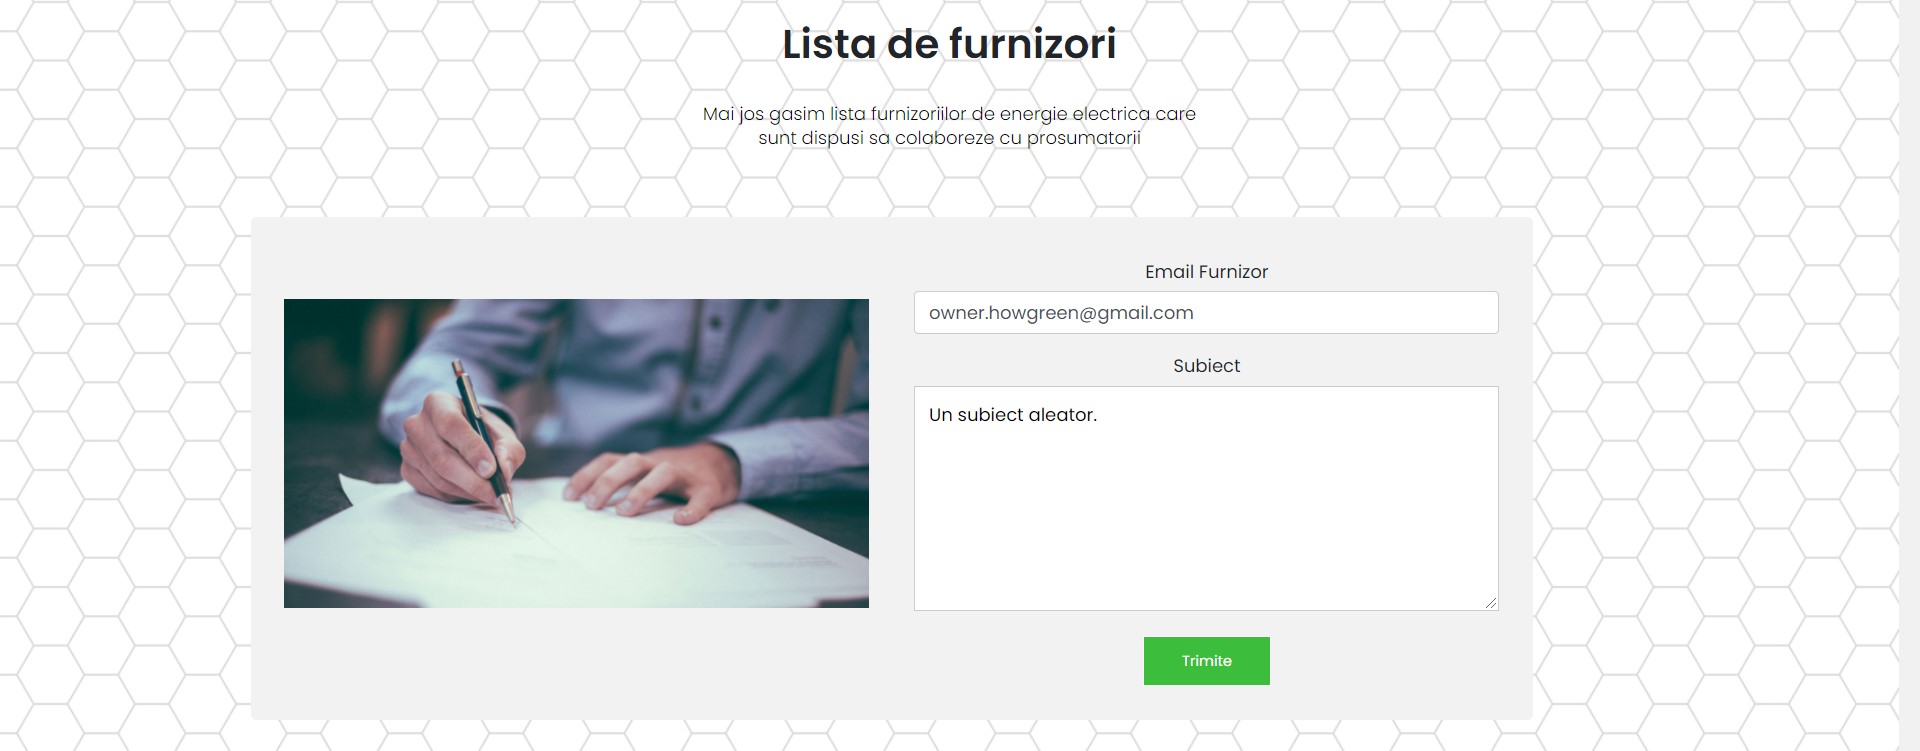 Lista de furnizori
Mai jos gasim lista furnizoriilor de energie electrica care
sunt dispusi sa colaboreze cu prosumatorii
Email Furnizor
owner.howgreen@gmail.com
Subiect
Un subiect aleator.
Trimite